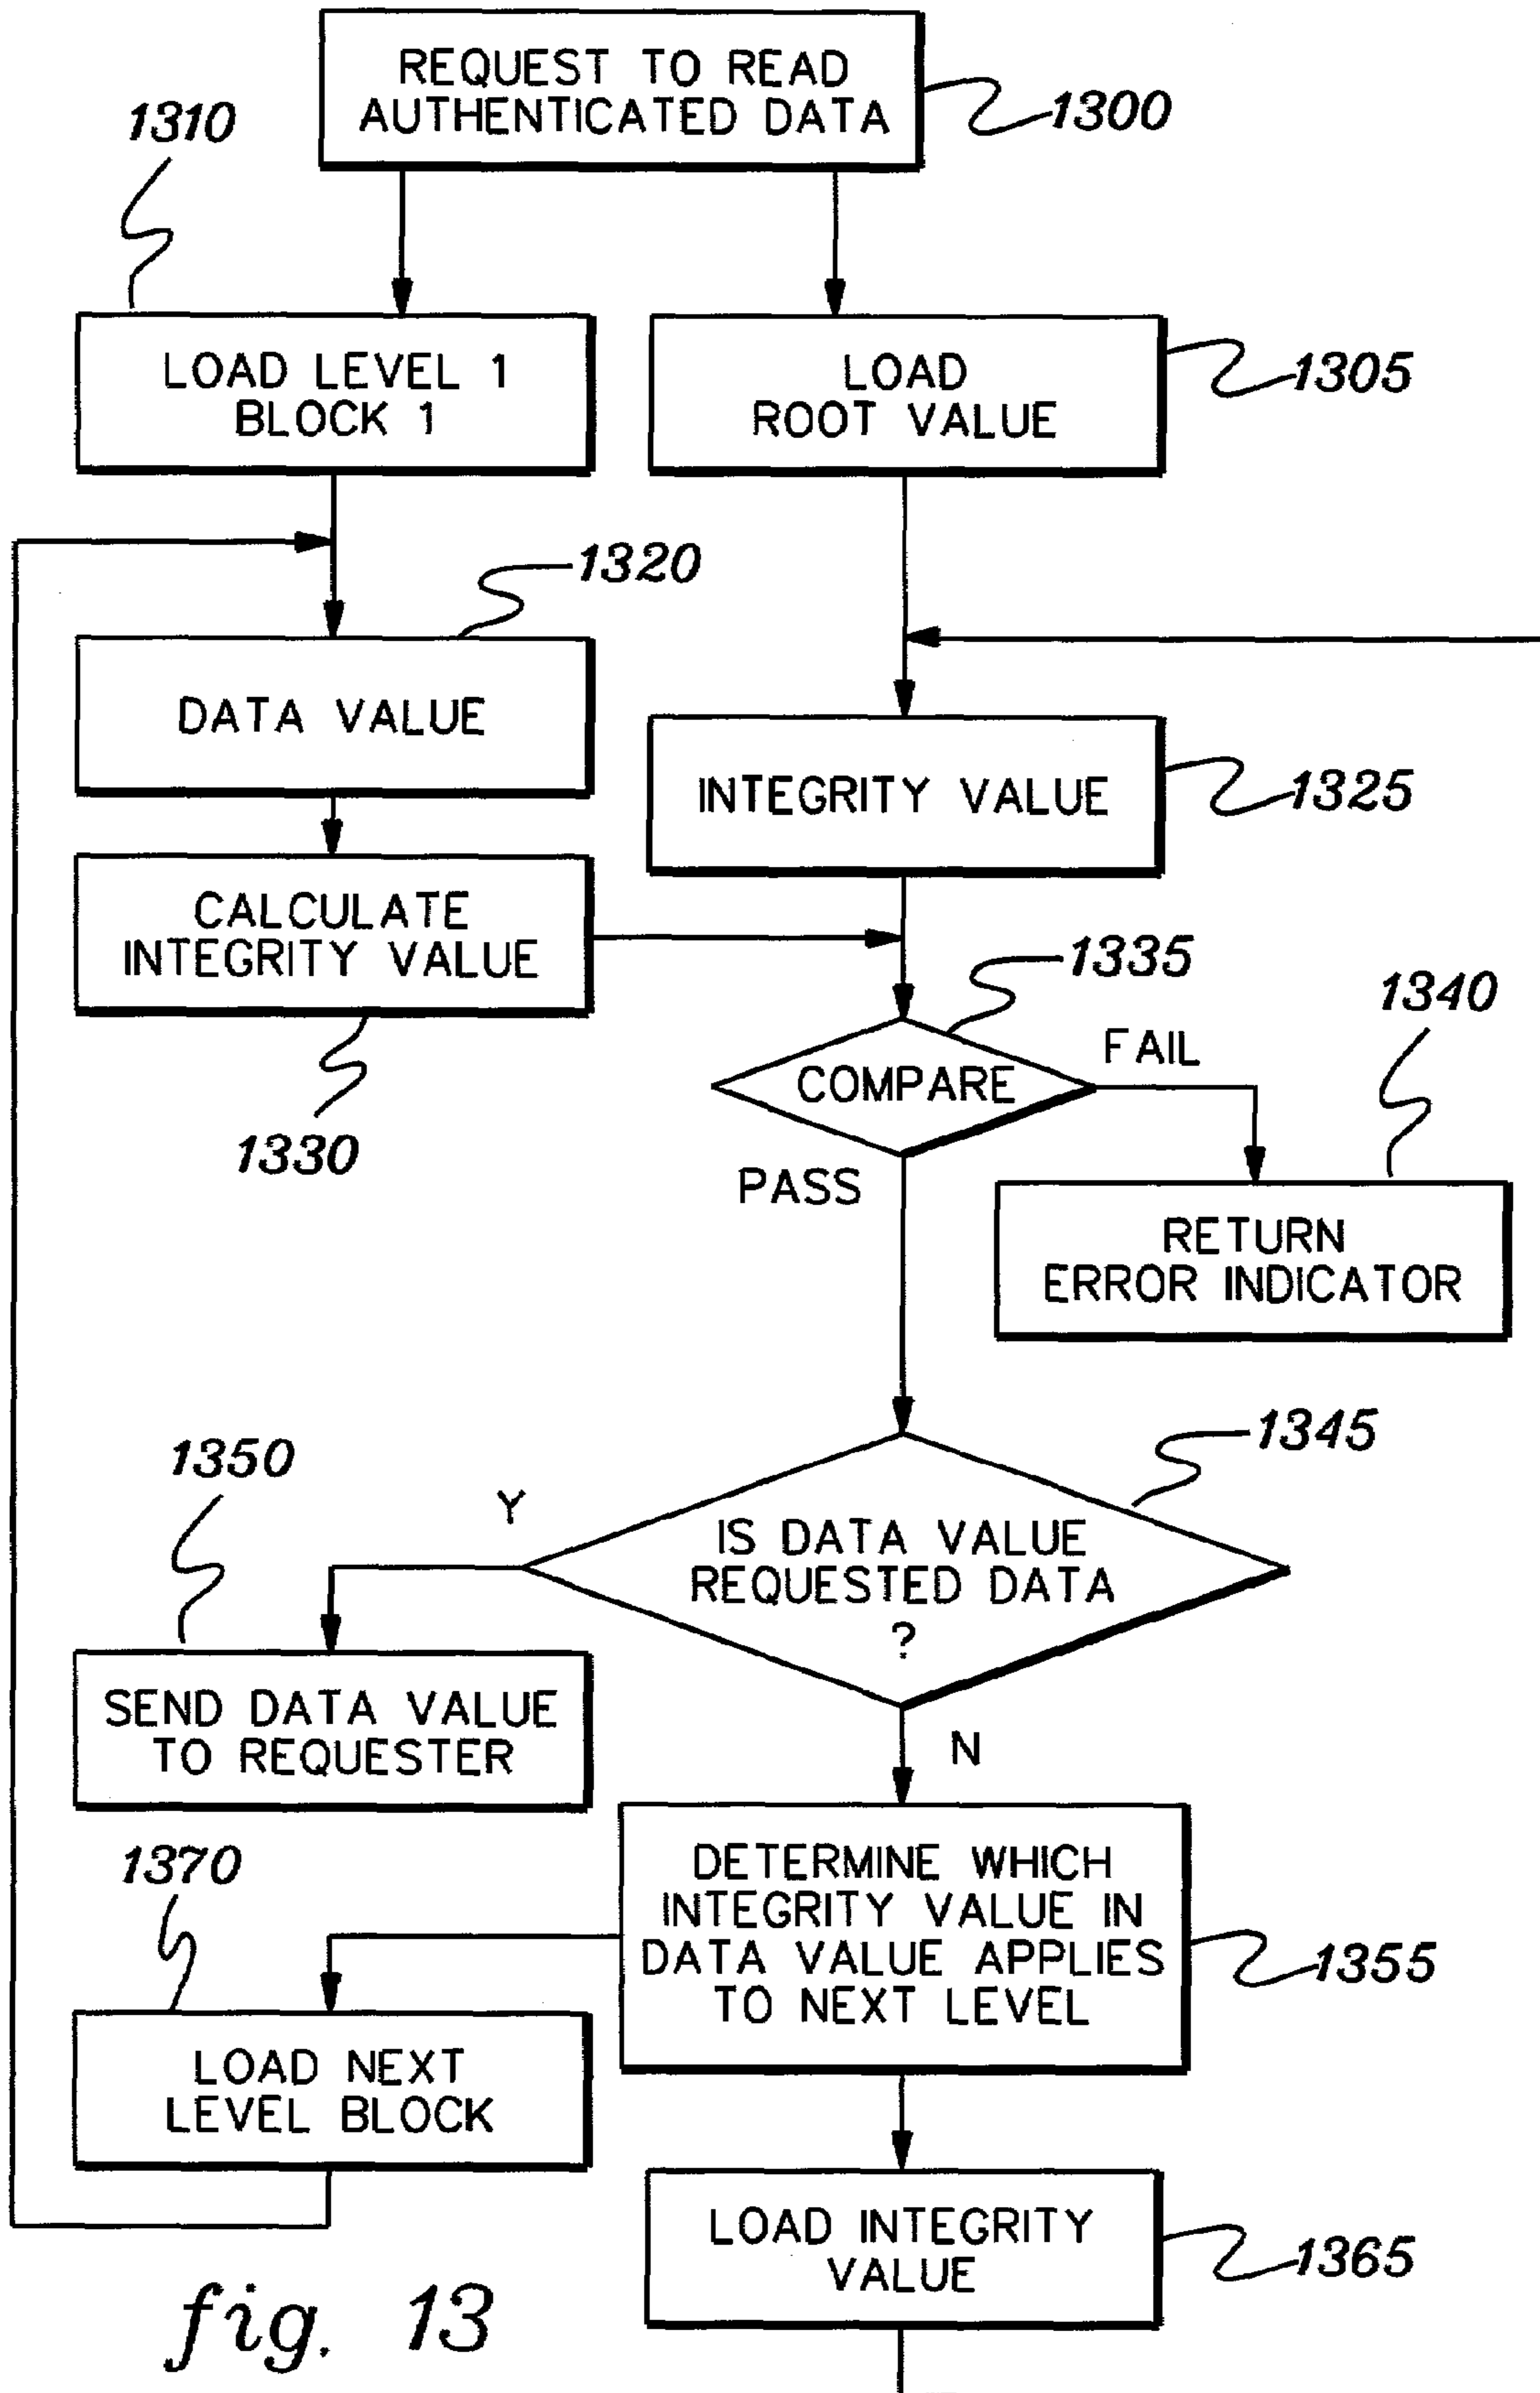 REQUEST TO READ
AUTHENTICATED DATA
1300
1310
LOAD LEVEL 1
BLOCK 1
LOAD
ROOT VALUE
1305
1320
DATA VALUE
INTEGRITY VALUE
1325
CALCULATE
INTEGRITY VALUE
1330
1335
COMPARE
FAIL
1340
PASS
RETURN
ERROR INDICATOR
1345
1350
Y
IS DATA VALUE
REQUESTED DATA
?
SEND DATA VALUE
TO REQUESTER
N
1370
DETERMINE WHICH
INTEGRITY VALUE IN
DATA VALUE APPLIES
TO NEXT LEVEL
1355
LOAD NEXT
LEVEL BLOCK
LOAD INTEGRITY
VALUE
1365
fig. 13